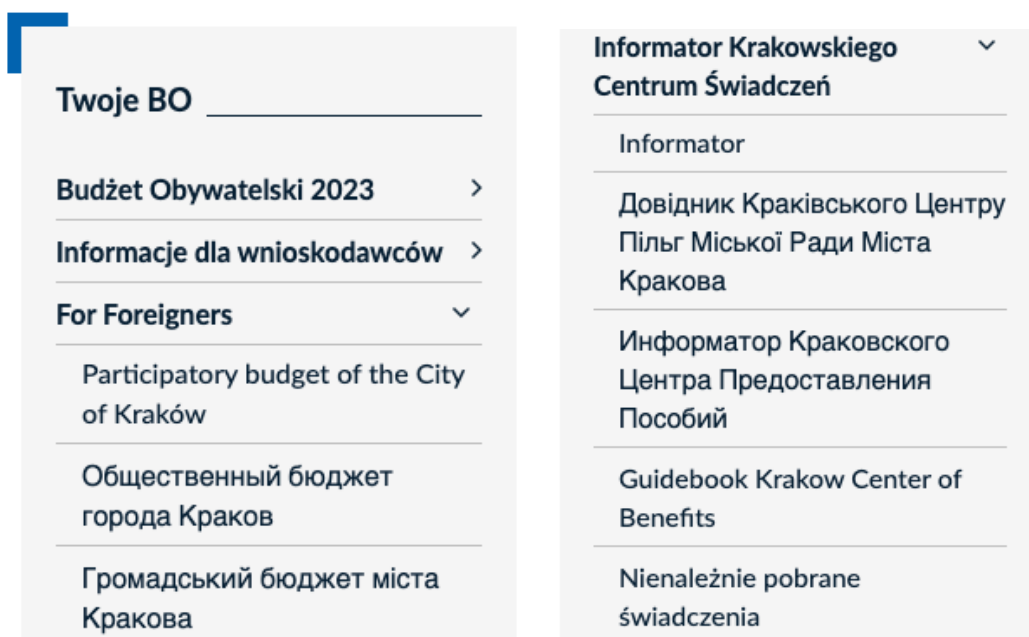 Twoje BO
Budżet Obywatelski 2023
Informacje dla wnioskodawców
For Foreigners
Participatory budget of the City
of Kraków
Общественный бюджет
города Краков
Громадський бюджет міста
Кракова
Informator Krakowskiego
Centrum Świadczeń
Informator
Довідник Краківського Центру
Пільг Міської Ради Міста
Кракова
Информатор Краковского
Центра Предоставления
Пособий
Guidebook Krakow Center of
Benefits
Nienależnie pobrane
świadczenia